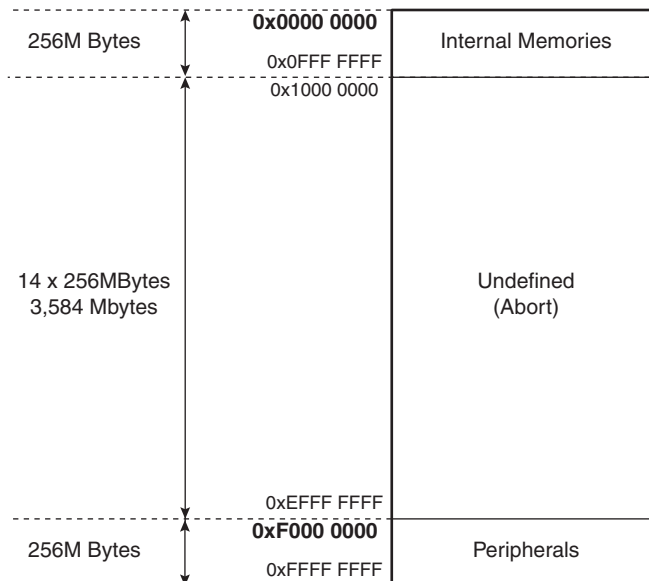 0x0000 0000
256M Bytes
Internal Memories
0x0FFF FFFF
0x1000 0000
14 x 256MBytes
3,584 Mbytes
Undefined
(Abort)
0xEFFF FFFF
0xF000 0000
256M Bytes
Peripherals
0xFFFF FFFF